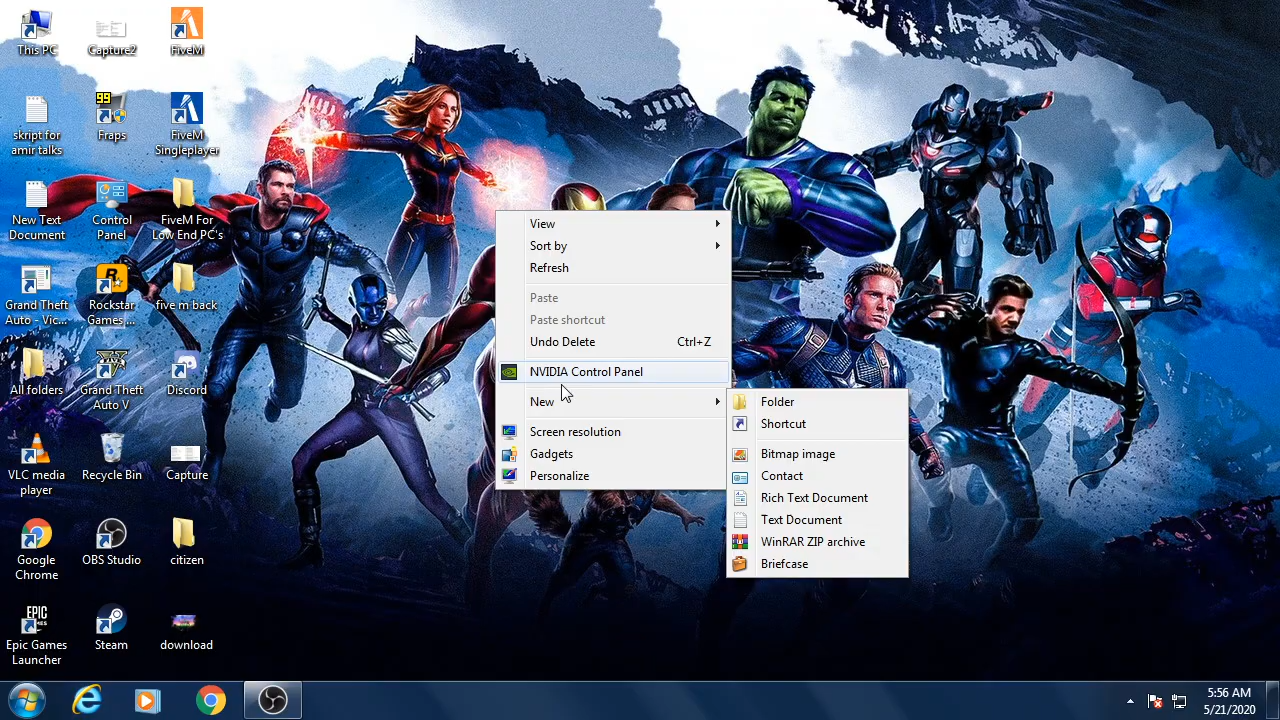 This PC
Capture2
FiveM
skript for
amir talks
99
Fraps
FiveM
Singleplayer
New Text
Document
Control
Panel
FiveM For
Low End PC's
Grand Theft
Auto - Vic...
R
Rockstar
Games ...
five m back
All folders
Grand Theft
Auto V
Discord
VLC media
player
Recycle Bin
Capture
Google
Chrome
OBS Studio
citizen
EPIC
GAMES
Epic Games
Launcher
Steam
download
View
Sort by
Refresh
Paste
Paste shortcut
Undo Delete Ctrl+Z
NVIDIA Control Panel
New
Screen resolution
Gadgets
Personalize
Folder
Shortcut
Bitmap image
Contact
Rich Text Document
Text Document
WinRAR ZIP archive
Briefcase
5:56 AM
5/21/2020